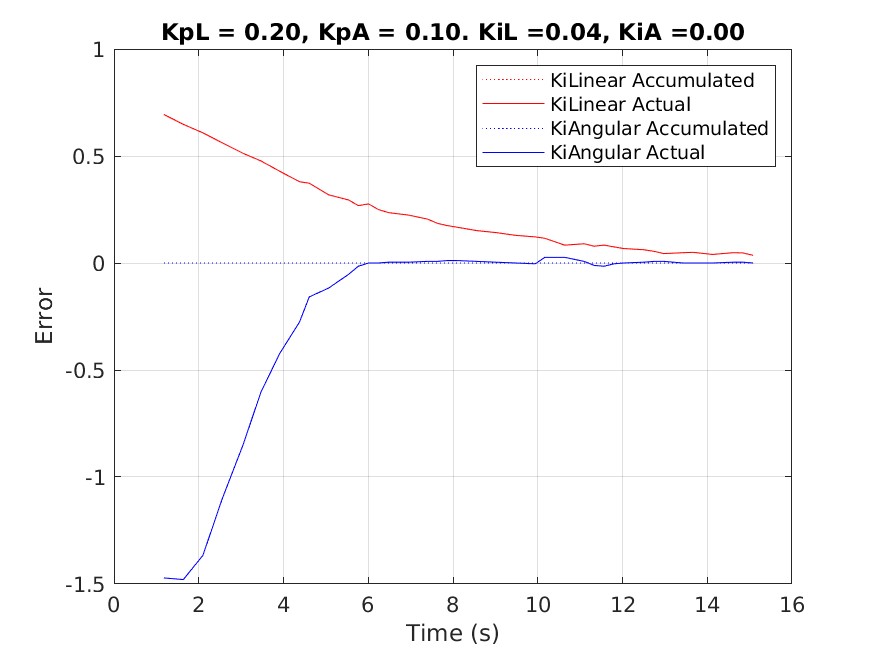 KpL = 0.20, KpA = 0.10. KiL =0.04, KiA =0.00
1
0.5
0
-0.5
-1
-1.5
Error
KiLinear Accumulated
KiLinear Actual
KiAngular Accumulated
KiAngular Actual
0 2 4 6 8 10 12 14 16
Time (s)